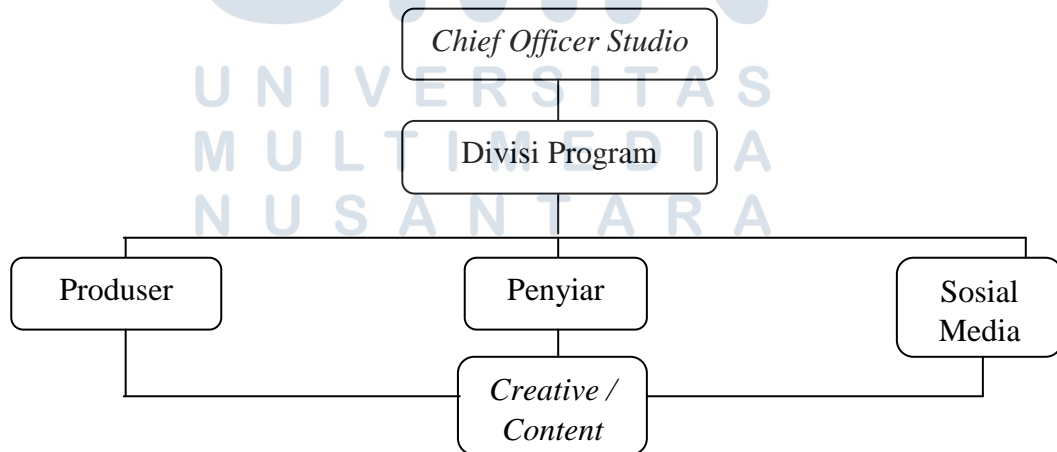 Chief Officer Studio
UNIVERSITAS
Divisi Program
MULTIMEDIA
NUSANTARA
Produser
Penyiar
Sosial
Media
Creative /
Content